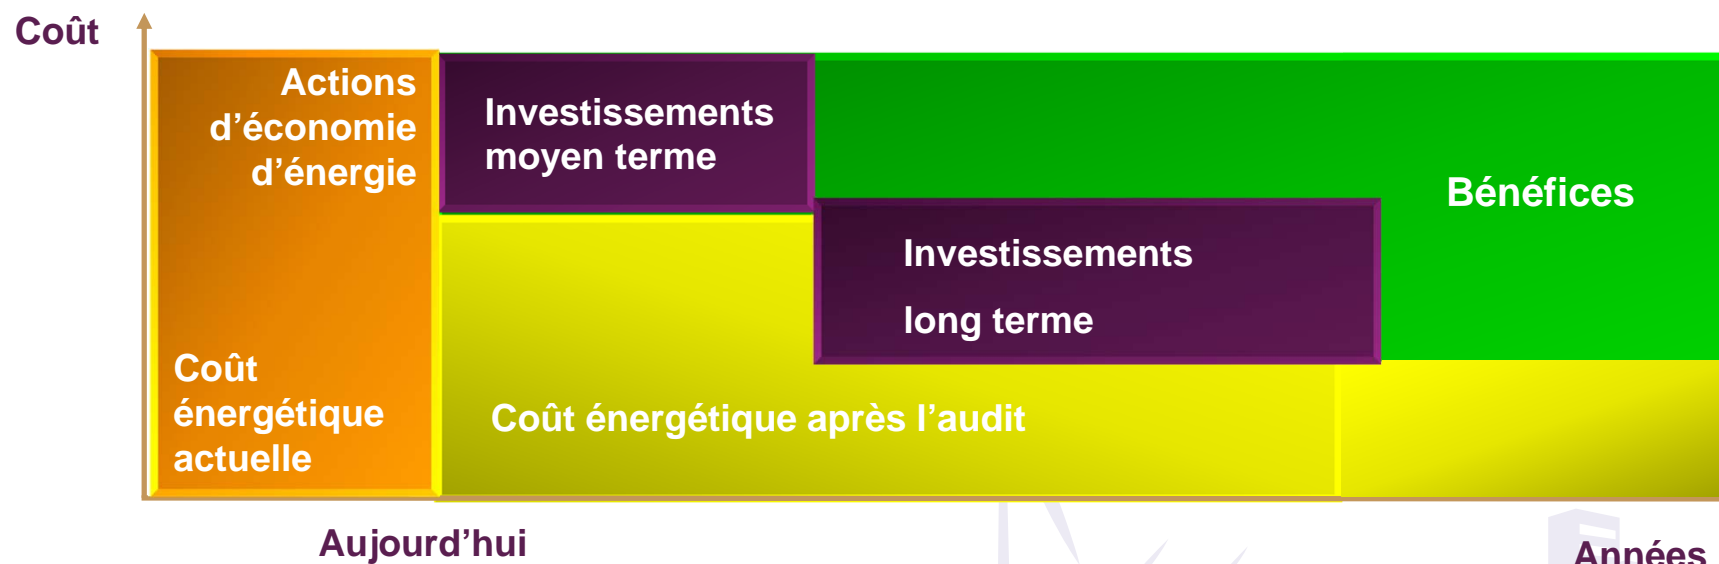 Coût
Actions
d’économie
d’énergie
Coût
énergétique
actuelle
Investissements
moyen terme
Investissements
long terme
Bénéfices
Coût énergétique après l’audit
Aujourd’hui
Années